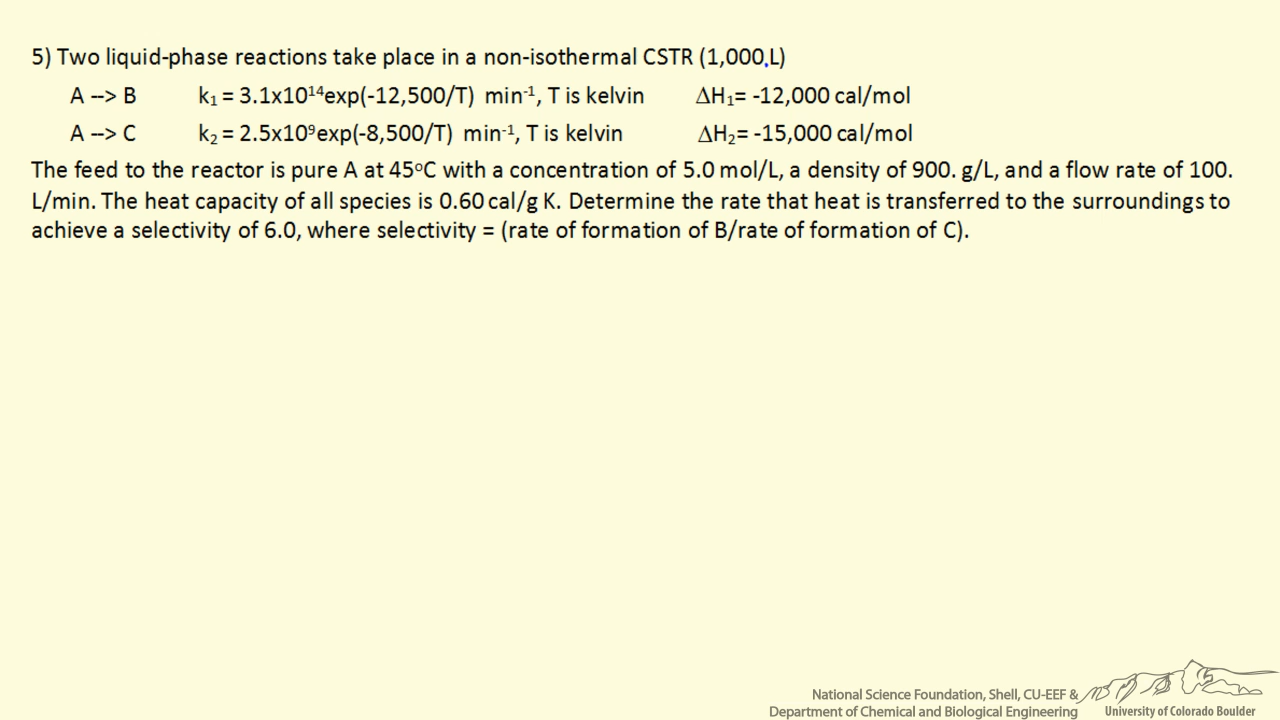 5) Two liquid-phase reactions take place in a non-isothermal CSTR (1,000 L)
A --> B k₁ = 3.1x10¹⁴exp(-12,500/T) min⁻¹, T is kelvin ΔH₁= -12,000 cal/mol
A --> C k₂ = 2.5x10⁹exp(-8,500/T) min⁻¹, T is kelvin ΔH₂= -15,000 cal/mol
The feed to the reactor is pure A at 45°C with a concentration of 5.0 mol/L, a density of 900. g/L, and a flow rate of 100.
L/min. The heat capacity of all species is 0.60 cal/g K. Determine the rate that heat is transferred to the surroundings to
achieve a selectivity of 6.0, where selectivity = (rate of formation of B/rate of formation of C).
National Science Foundation, Shell, CU-EEF &
Department of Chemical and Biological Engineering
University of Colorado Boulder